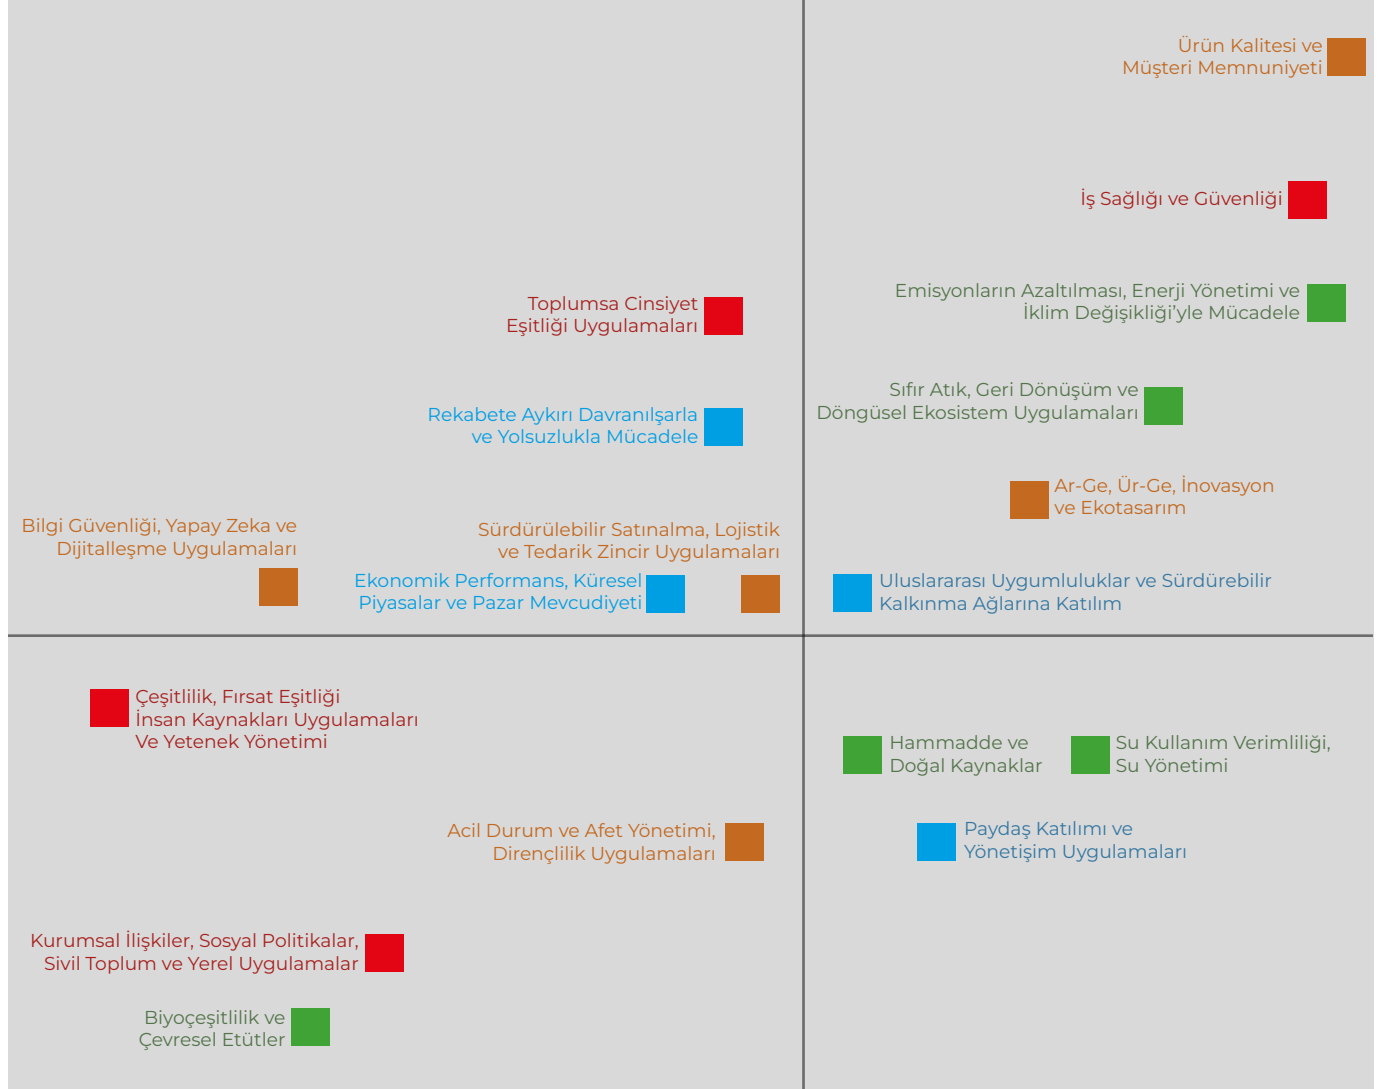 Ürün Kalitesi ve
Müşteri Memnuniyeti
İş Sağlığı ve Güvenliği
Emisyonların Azaltılması, Enerji Yönetimi ve
İklim Değişikliği’yle Mücadele
Toplumsa Cinsiyet
Eşitliği Uygulamaları
Sıfır Atık, Geri Dönüşüm ve
Döngüsel Ekosistem Uygulamaları
Rekabete Aykırı Davranılşarla
ve Yolsuzlukla Mücadele
Ar-Ge, Ür-Ge, İnovasyon
ve Ekotasarım
Bilgi Güvenliği, Yapay Zeka ve
Dijitalleşme Uygulamaları
Sürdürülebilir Satınalma, Lojistik
ve Tedarik Zincir Uygulamaları
Ekonomik Performans, Küresel
Piyasalar ve Pazar Mevcudiyeti
Uluslararası Uygumluluklar ve Sürdürebilir
Kalkınma Ağlarına Katılım
Çeşitlilik, Fırsat Eşitliği
İnsan Kaynakları Uygulamaları
Ve Yetenek Yönetimi
Hammadde ve
Doğal Kaynaklar
Su Kullanım Verimliliği,
Su Yönetimi
Acil Durum ve Afet Yönetimi,
Dirençlilik Uygulamaları
Paydaş Katılımı ve
Yönetişim Uygulamaları
Kurumsal İlişkiler, Sosyal Politikalar,
Sivil Toplum ve Yerel Uygulamalar
Biyoçeşitlilik ve
Çevresel Etütler